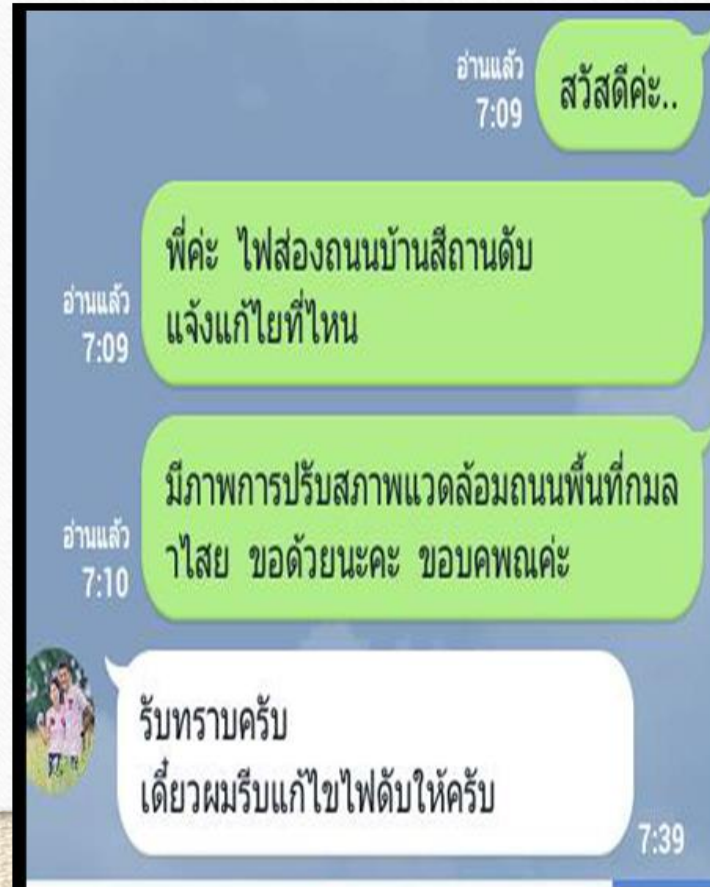 สวัสดีค่ะ..
อ่านแล้ว
7:09
พี่ค่ะ ไฟส่องถนนบ้านสีถานดับ
แจ้งแก้ไยที่ไหน
อ่านแล้ว
7:09
มีภาพการปรับสภาพแวดล้อมถนนพื้นที่กมล
าไสย ขอด้วยนะคะ ขอบคพณค่ะ
อ่านแล้ว
7:10
รับทราบครับ
เดี๋ยวผมรีบแก้ไขไฟดับให้ครับ
7:39